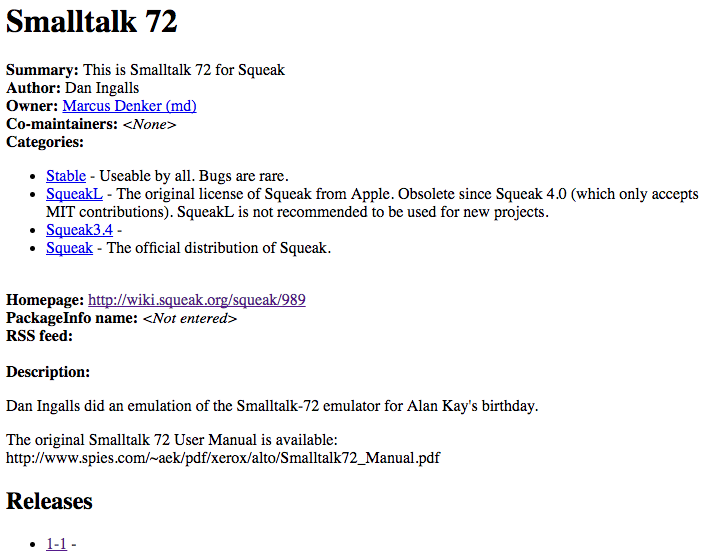 Smalltalk 72
Summary: This is Smalltalk 72 for Squeak
Author: Dan Ingalls
Owner: Marcus Denker (md)
Co-maintainers: <None>
Categories:
• Stable - Useable by all. Bugs are rare.
• SqueakL - The original license of Squeak from Apple. Obsolete since Squeak 4.0 (which only accepts
MIT contributions). SqueakL is not recommended to be used for new projects.
• Squeak3.4 -
• Squeak - The official distribution of Squeak.
Homepage: http://wiki.squeak.org/squeak/989
PackageInfo name: <Not entered>
RSS feed:
Description:
Dan Ingalls did an emulation of the Smalltalk-72 emulator for Alan Kay's birthday.
The original Smalltalk 72 User Manual is available:
http://www.spies.com/~aek/pdf/xerox/alto/Smalltalk72_Manual.pdf
Releases
• 1-1 -